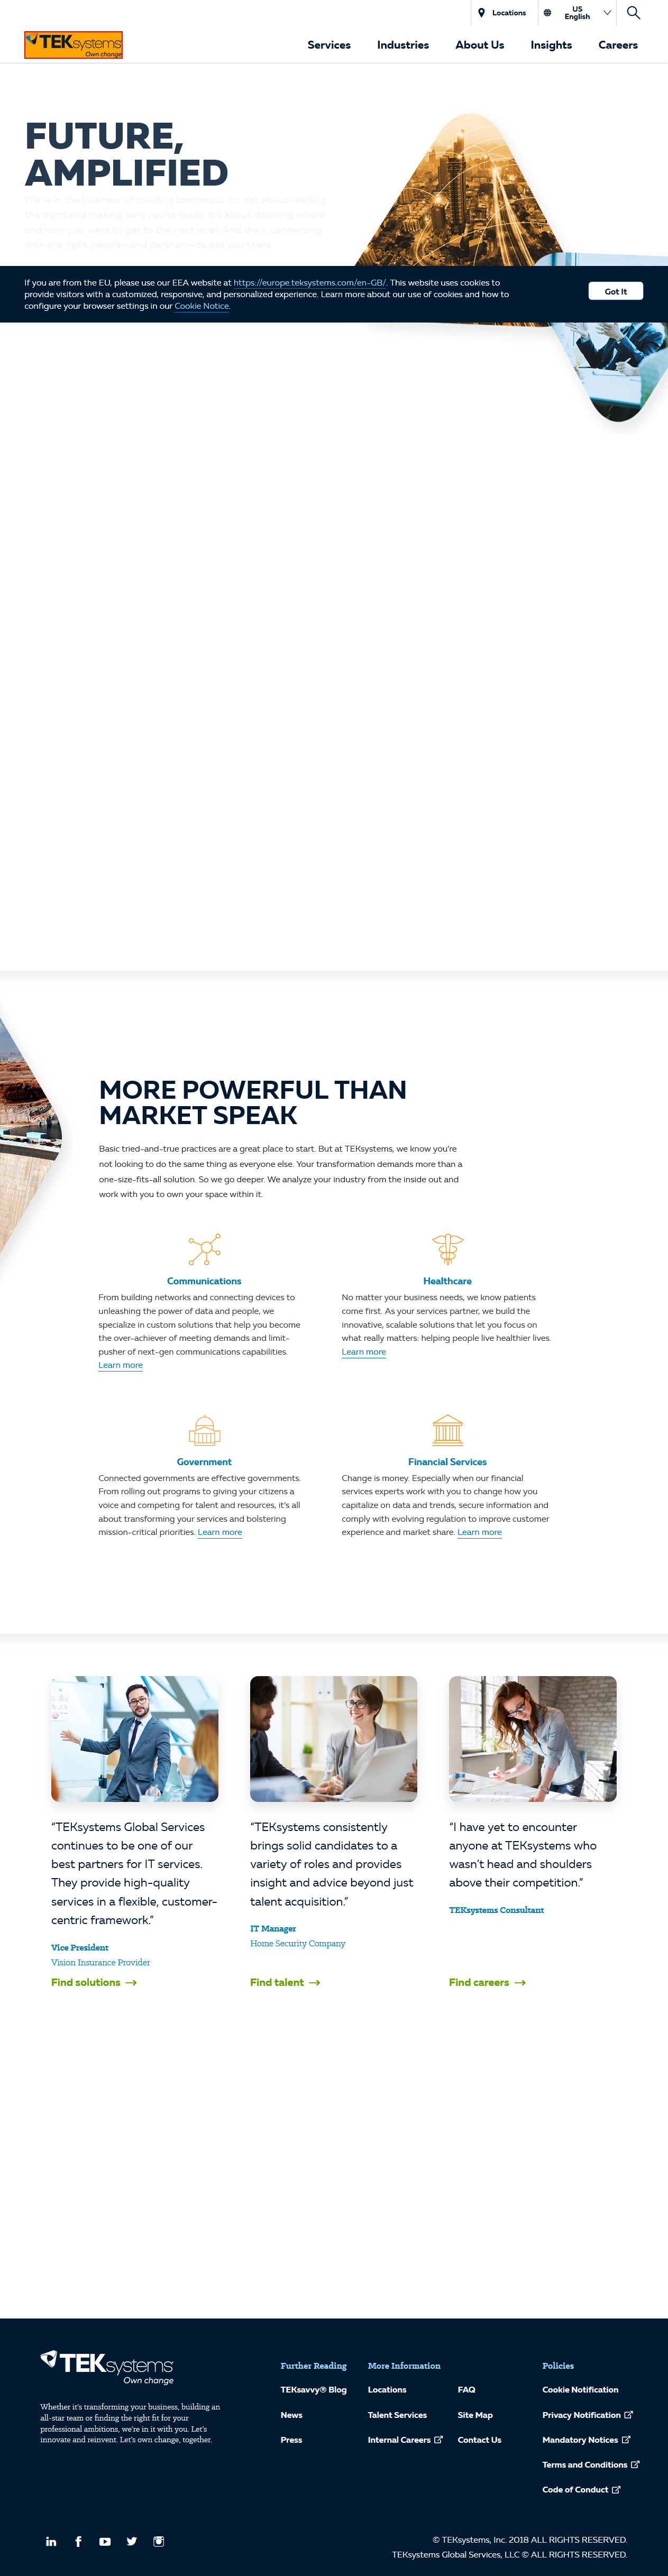 Locations
US
English
TEKsystems
Own change
Services Industries About Us Insights Careers
FUTURE,
AMPLIFIED
We're in the business of building tomorrow. It's not about reading
the signs and making sure you're ready. It's about deciding where
and how you want to get to the next level. And then, connecting
with the right people—and partners—to get you there.
If you are from the EU, please use our EEA website at https://europe.teksystems.com/en-GB/. This website uses cookies to
provide visitors with a customized, responsive, and personalized experience. Learn more about our use of cookies and how to
configure your browser settings in our Cookie Notice.
Got It
MORE POWERFUL THAN
MARKET SPEAK
Basic tried-and-true practices are a great place to start. But at TEKsystems, we know you're
not looking to do the same thing as everyone else. Your transformation demands more than a
one-size-fits-all solution. So we go deeper. We analyze your industry from the inside out and
work with you to own your space within it.
Communications
From building networks and connecting devices to
unleashing the power of data and people, we
specialize in custom solutions that help you become
the over-achiever of meeting demands and limit-
pusher of next-gen communications capabilities.
Learn more
Healthcare
No matter your business needs, we know patients
come first. As your services partner, we build the
innovative, scalable solutions that let you focus on
what really matters: helping people live healthier lives.
Learn more
Government
Connected governments are effective governments.
From rolling out programs to giving your citizens a
voice and competing for talent and resources, it's all
about transforming your services and bolstering
mission-critical priorities. Learn more
Financial Services
Change is money. Especially when our financial
services experts work with you to change how you
capitalize on data and trends, secure information and
comply with evolving regulation to improve customer
experience and market share. Learn more
"TEKsystems Global Services
continues to be one of our
best partners for IT services.
They provide high-quality
services in a flexible, customer-
centric framework."
Vice President
Vision Insurance Provider
Find solutions
"TEKsystems consistently
brings solid candidates to a
variety of roles and provides
insight and advice beyond just
talent acquisition."
IT Manager
Home Security Company
Find talent
"I have yet to encounter
anyone at TEKsystems who
wasn't head and shoulders
above their competition."
TEKsystems Consultant
Find careers
TEKsystems
Own change
Whether it's transforming your business, building an
all-star team or finding the right fit for your
professional ambitions, we're in it with you. Let's
innovate and reinvent. Let's own change, together.
Further Reading
TEKsavvy® Blog
News
Press
More Information
Locations
Talent Services
Internal Careers
FAQ
Site Map
Contact Us
Policies
Cookie Notification
Privacy Notification
Mandatory Notices
Terms and Conditions
Code of Conduct
© TEKsystems, Inc. 2018 ALL RIGHTS RESERVED.
TEKsystems Global Services, LLC © ALL RIGHTS RESERVED.